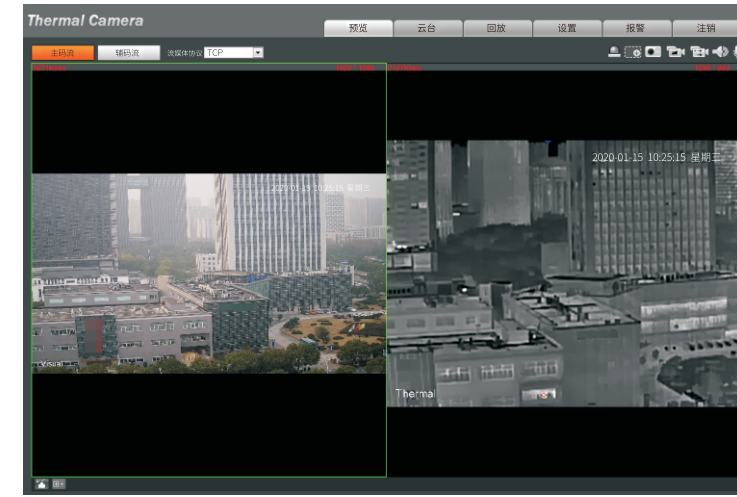 Thermal Camera
预览 云台 回放 设置 报警 注销
主码流 辅码流 流媒体协议 TCP
2020-01-15 10:25:15 星期三
2020-01-15 10:25:15 星期三
Visual
Thermal